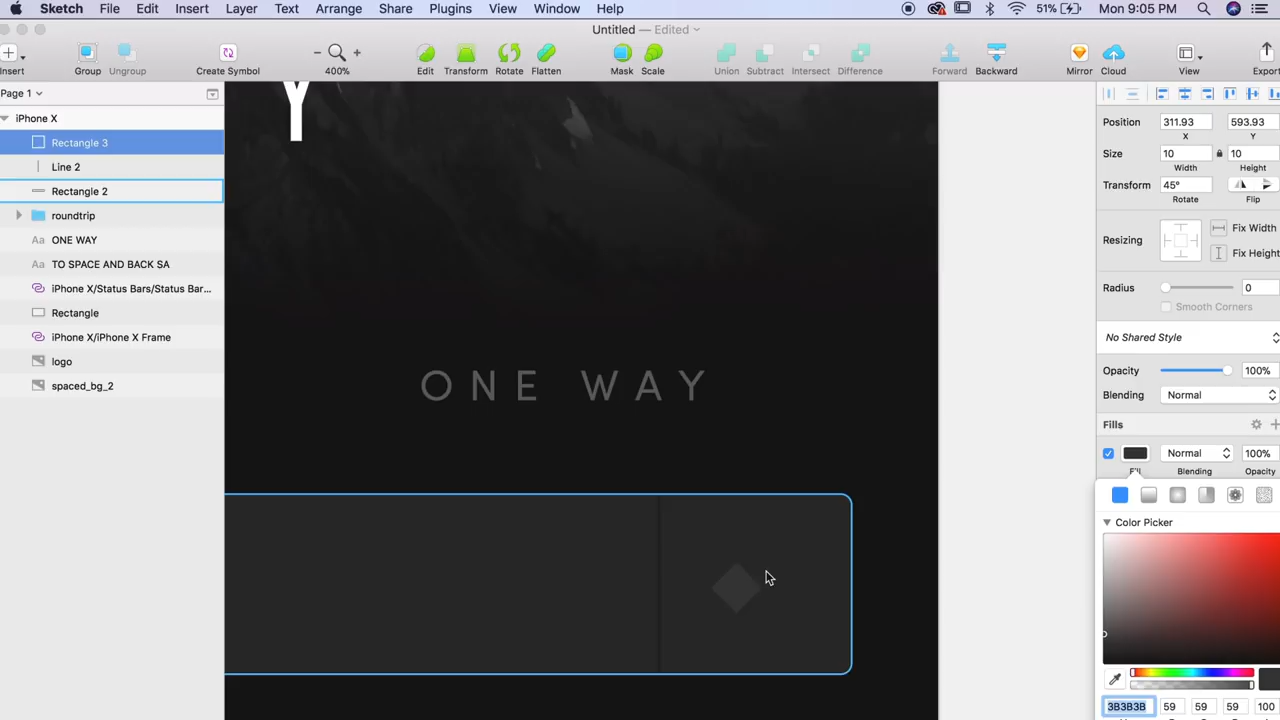 Sketch File Edit Insert Layer Text Arrange Share Plugins View Window Help 51% Mon 9:05 PM
Untitled — Edited
400%
Insert Group Ungroup Create Symbol Edit Transform Rotate Flatten Mask Scale Union Subtract Intersect Difference Forward Backward Mirror Cloud View Export
Page 1
iPhone X
Rectangle 3
Line 2
Rectangle 2
roundtrip
Aa ONE WAY
Aa TO SPACE AND BACK SA
iPhone X/Status Bars/Status Bar...
Rectangle
iPhone X/iPhone X Frame
logo
spaced_bg_2
Y
ONE WAY
Position 311.93 593.93
X Y
Size 10 10
Width Height
Transform 45°
Rotate Flip
Resizing Fix Width
Fix Height
Radius 0
Smooth Corners
No Shared Style
Opacity 100%
Blending Normal
Fills
Normal 100%
Fill Blending Opacity
Color Picker
3B3B3B 59 59 59 100